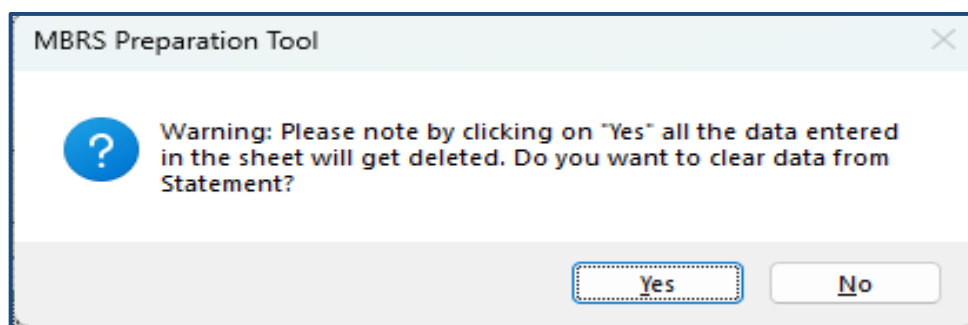 MBRS Preparation Tool
Warning: Please note by clicking on "Yes" all the data entered
in the sheet will get deleted. Do you want to clear data from
Statement?
Yes
No